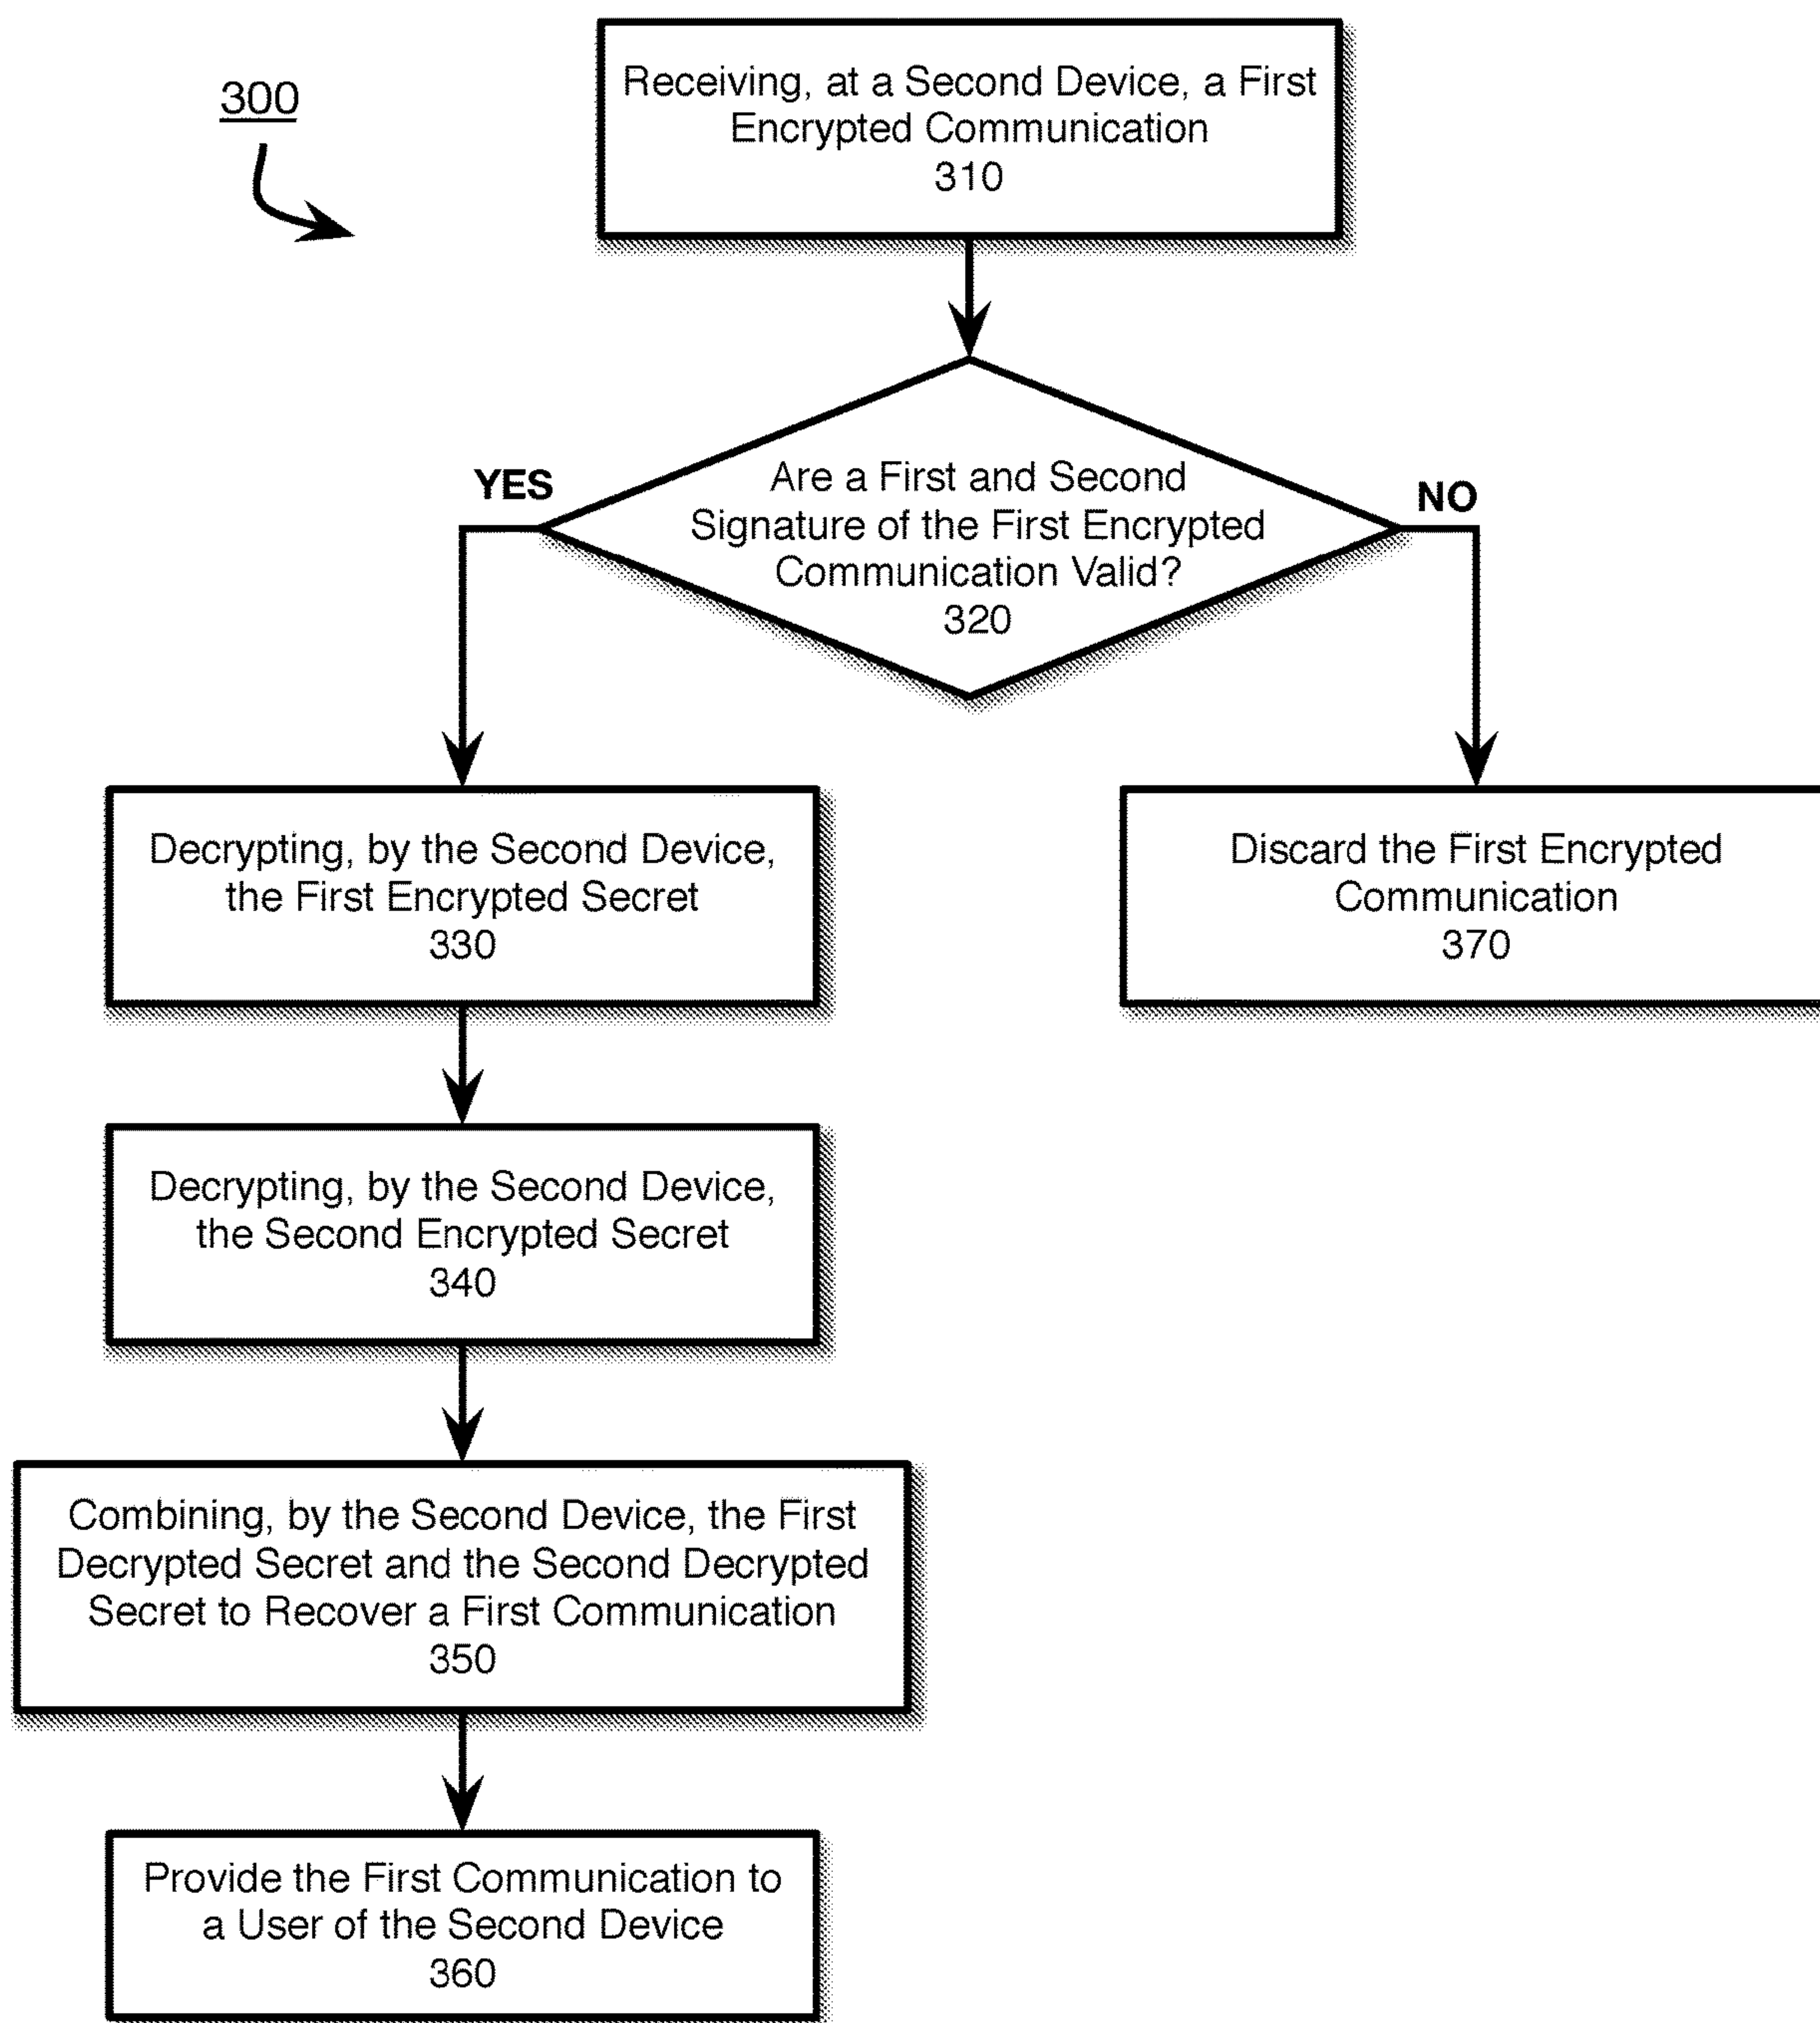 300
Receiving, at a Second Device, a First
Encrypted Communication
310
Are a First and Second
Signature of the First Encrypted
Communication Valid?
320
YES
NO
Decrypting, by the Second Device,
the First Encrypted Secret
330
Discard the First Encrypted
Communication
370
Decrypting, by the Second Device,
the Second Encrypted Secret
340
Combining, by the Second Device, the First
Decrypted Secret and the Second Decrypted
Secret to Recover a First Communication
350
Provide the First Communication to
a User of the Second Device
360